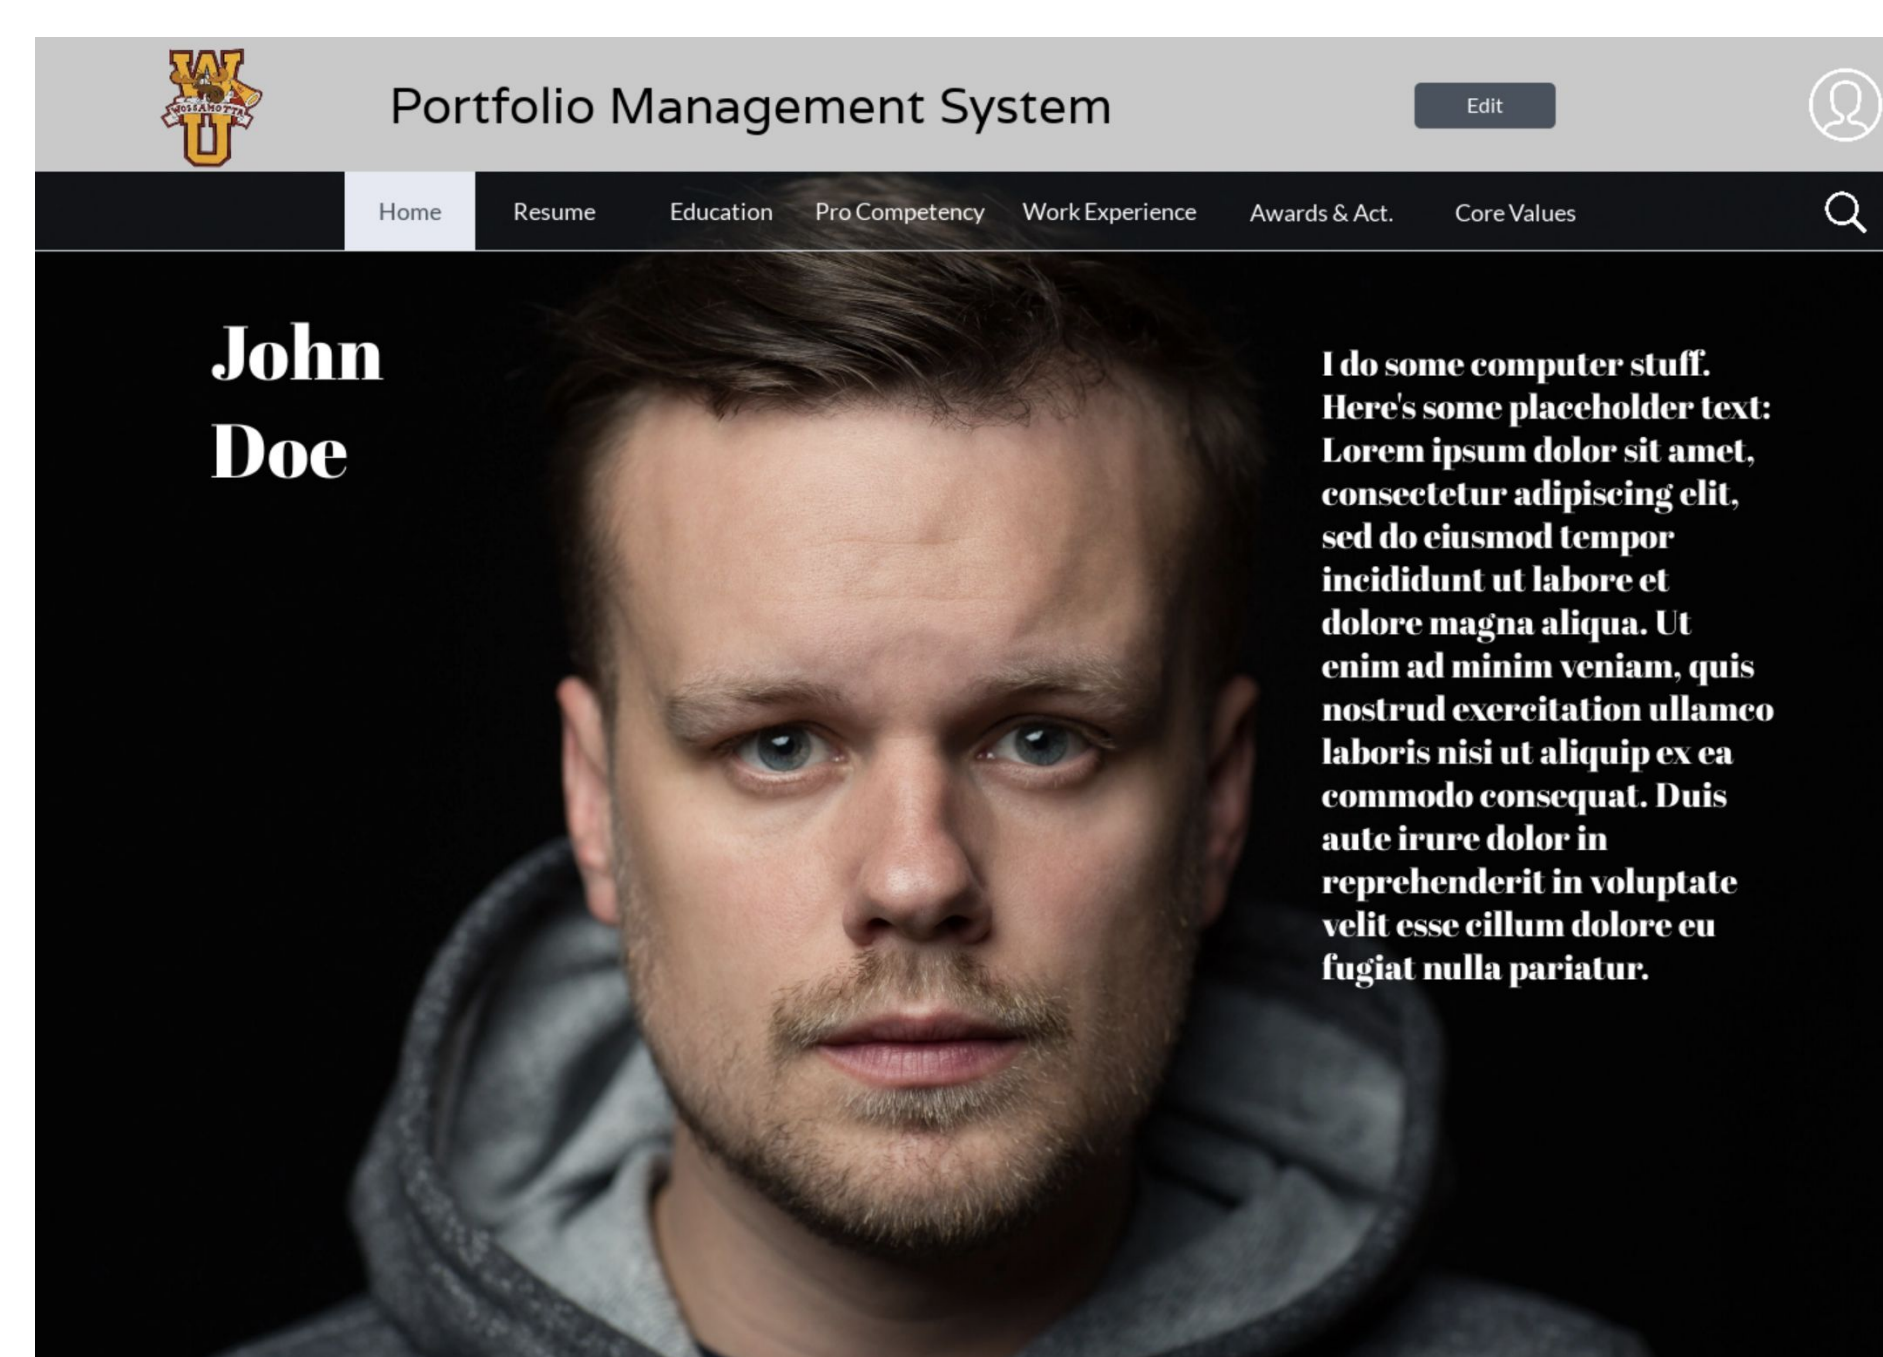 W
WOSSAMOTTA
U
Portfolio Management System
Edit
Home Resume Education Pro Competency Work Experience Awards & Act. Core Values
John
Doe
I do some computer stuff.
Here's some placeholder text:
Lorem ipsum dolor sit amet,
consectetur adipiscing elit,
sed do eiusmod tempor
incididunt ut labore et
dolore magna aliqua. Ut
enim ad minim veniam, quis
nostrud exercitation ullamco
laboris nisi ut aliquip ex ea
commodo consequat. Duis
aute irure dolor in
reprehenderit in voluptate
velit esse cillum dolore eu
fugiat nulla pariatur.